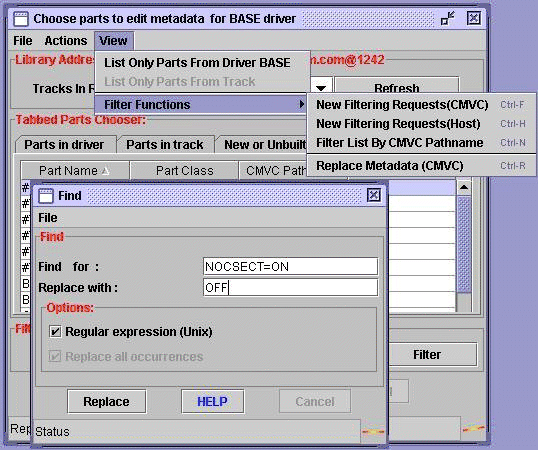 Choose parts to edit metadata for BASE driver
File Actions View
Library Addre m.com@1242
List Only Parts From Driver BASE
List Only Parts From Track
Tracks In R Refresh
Filter Functions
New Filtering Requests(CMVC) Ctrl-F
New Filtering Requests(Host) Ctrl-H
Filter List By CMVC Pathname Ctrl-N
Replace Metadata (CMVC) Ctrl-R
Tabbed Parts Chooser:
Parts in driver Parts in track New or Unbuilt
Part Name Part Class CMVC Path
Find
File
Find
Find for : NOCSECT=ON
Replace with : OFF
Options:
Regular expression (Unix)
Replace all occurrences
Filt Filter
Replace HELP Cancel
Status
Rep